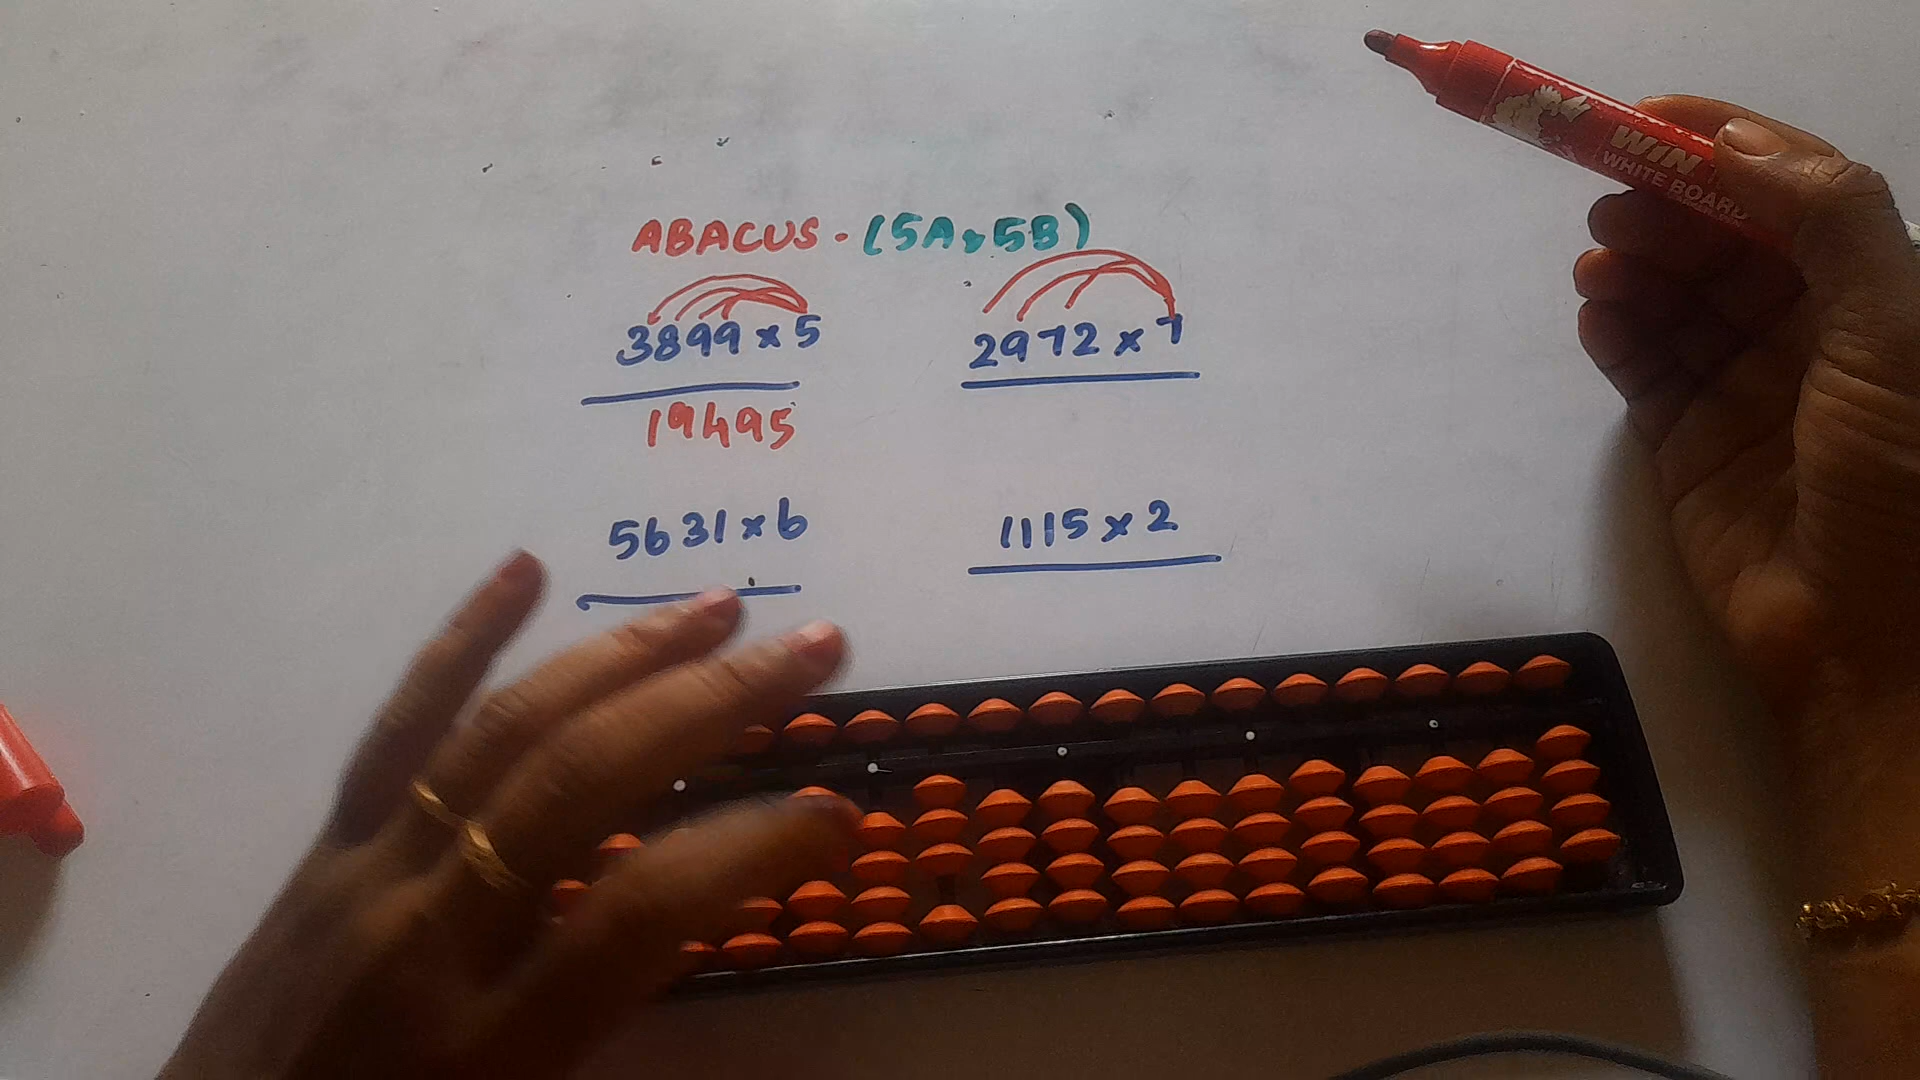 ABACUS - (5A, 5B)
3899 x 5
19495
2972 x 7
5631 x 6
1115 x 2
WIN
WHITE BOARD